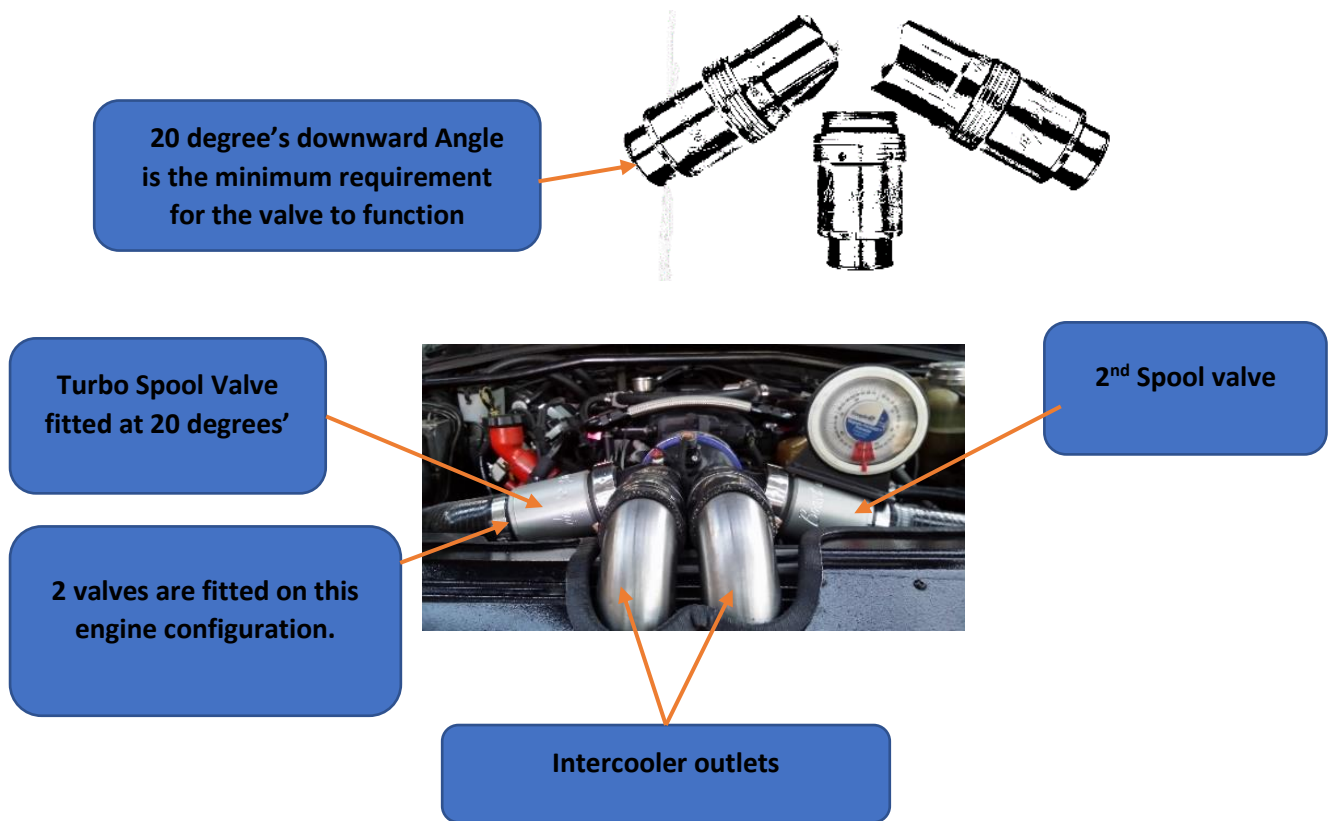 20 degree's downward Angle
is the minimum requirement
for the valve to function
Turbo Spool Valve
fitted at 20 degrees'
2nd Spool valve
2 valves are fitted on this
engine configuration.
Intercooler outlets